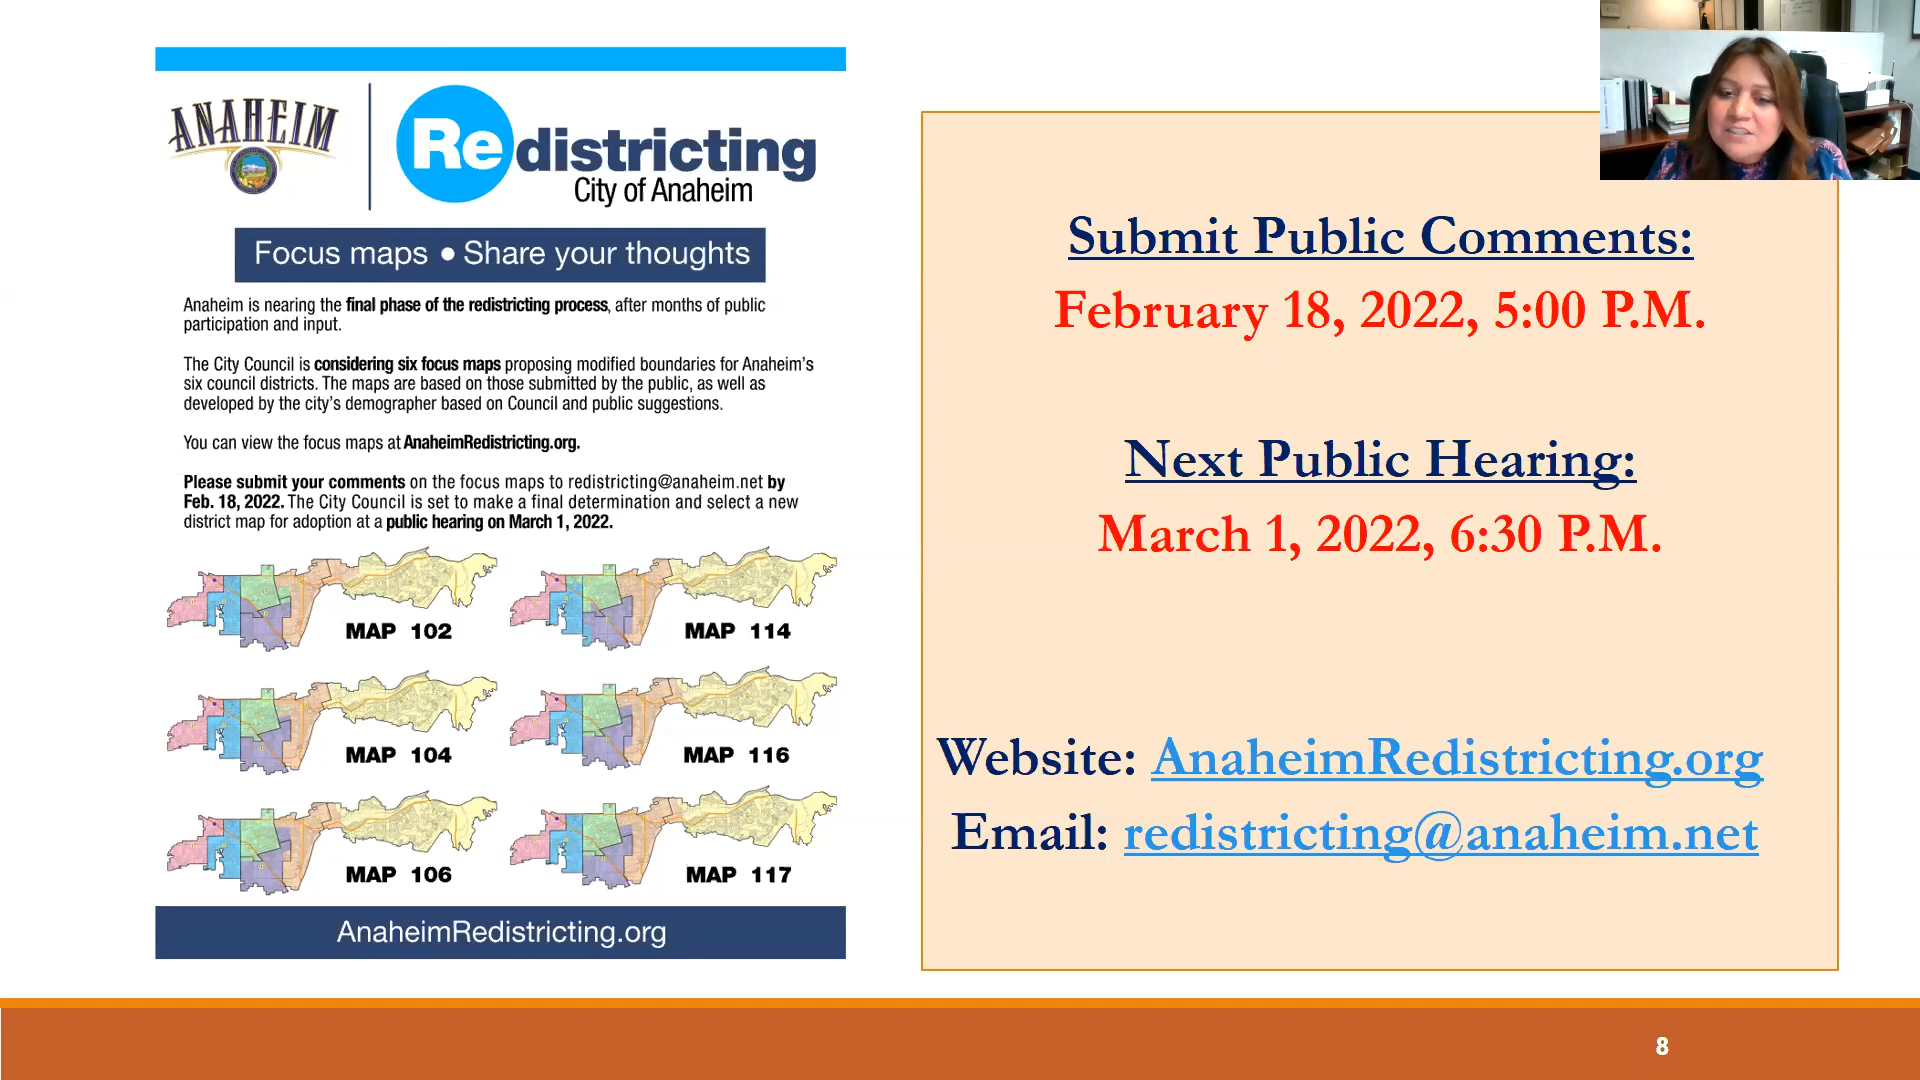 ANAHEIM
Redistricting
City of Anaheim
Focus maps • Share your thoughts
Anaheim is nearing the final phase of the redistricting process, after months of public
participation and input.
The City Council is considering six focus maps proposing modified boundaries for Anaheim's
six council districts. The maps are based on those submitted by the public, as well as
developed by the city's demographer based on Council and public suggestions.
You can view the focus maps at AnaheimRedistricting.org.
Please submit your comments on the focus maps to redistricting@anaheim.net by
Feb. 18, 2022. The City Council is set to make a final determination and select a new
district map for adoption at a public hearing on March 1, 2022.
MAP 102
MAP 114
MAP 104
MAP 116
MAP 106
MAP 117
AnaheimRedistricting.org
Submit Public Comments:
February 18, 2022, 5:00 P.M.
Next Public Hearing:
March 1, 2022, 6:30 P.M.
Website: AnaheimRedistricting.org
Email: redistricting@anaheim.net
8